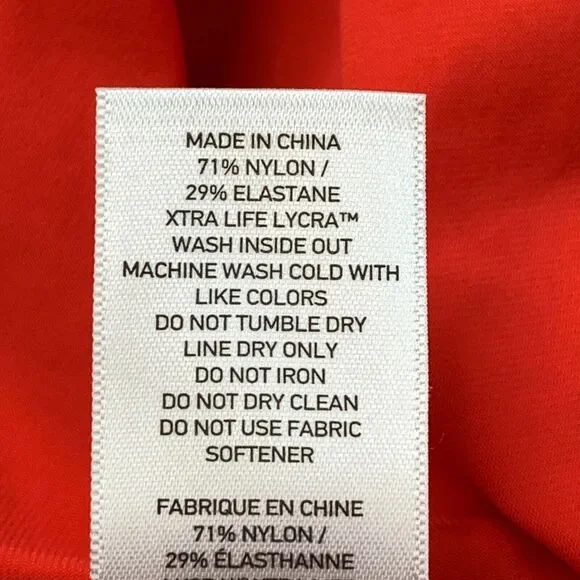 MADE IN CHINA
71% NYLON /
29% ELASTANE
XTRA LIFE LYCRA™
WASH INSIDE OUT
MACHINE WASH COLD WITH
LIKE COLORS
DO NOT TUMBLE DRY
LINE DRY ONLY
DO NOT IRON
DO NOT DRY CLEAN
DO NOT USE FABRIC
SOFTENER
FABRIQUE EN CHINE
71% NYLON /
29% ÉLASTHANNE